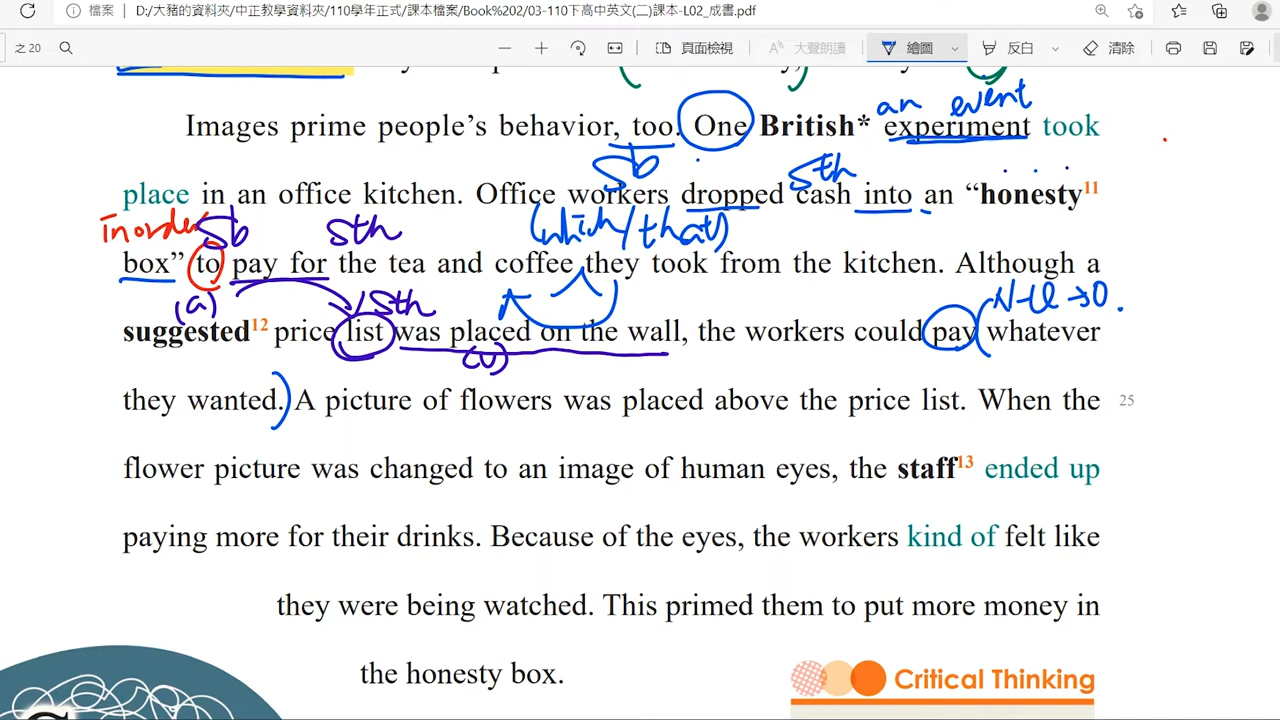 檔案 D:/大豬的資料夾/中正教學資料夾/110學年正式/課本檔案/Book%202/03-110下高中英文(二)課本-L02_成書.pdf
之 20 頁面檢視 大聲朗讀 繪圖 反白 清除
an event
Images prime people's behavior, too. One British* experiment took
Sb sth
place in an office kitchen. Office workers dropped cash into an “honesty11
in order Sb sth (which/that)
box” to pay for the tea and coffee they took from the kitchen. Although a
(a) sth N-cl → O.
suggested12 price list was placed on the wall, the workers could pay (whatever
(v)
they wanted.) A picture of flowers was placed above the price list. When the 25
flower picture was changed to an image of human eyes, the staff13 ended up
paying more for their drinks. Because of the eyes, the workers kind of felt like
they were being watched. This primed them to put more money in
the honesty box.
Critical Thinking